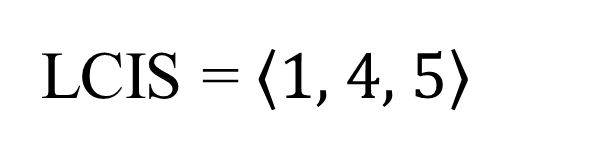 LCIS = ⟨1, 4, 5⟩